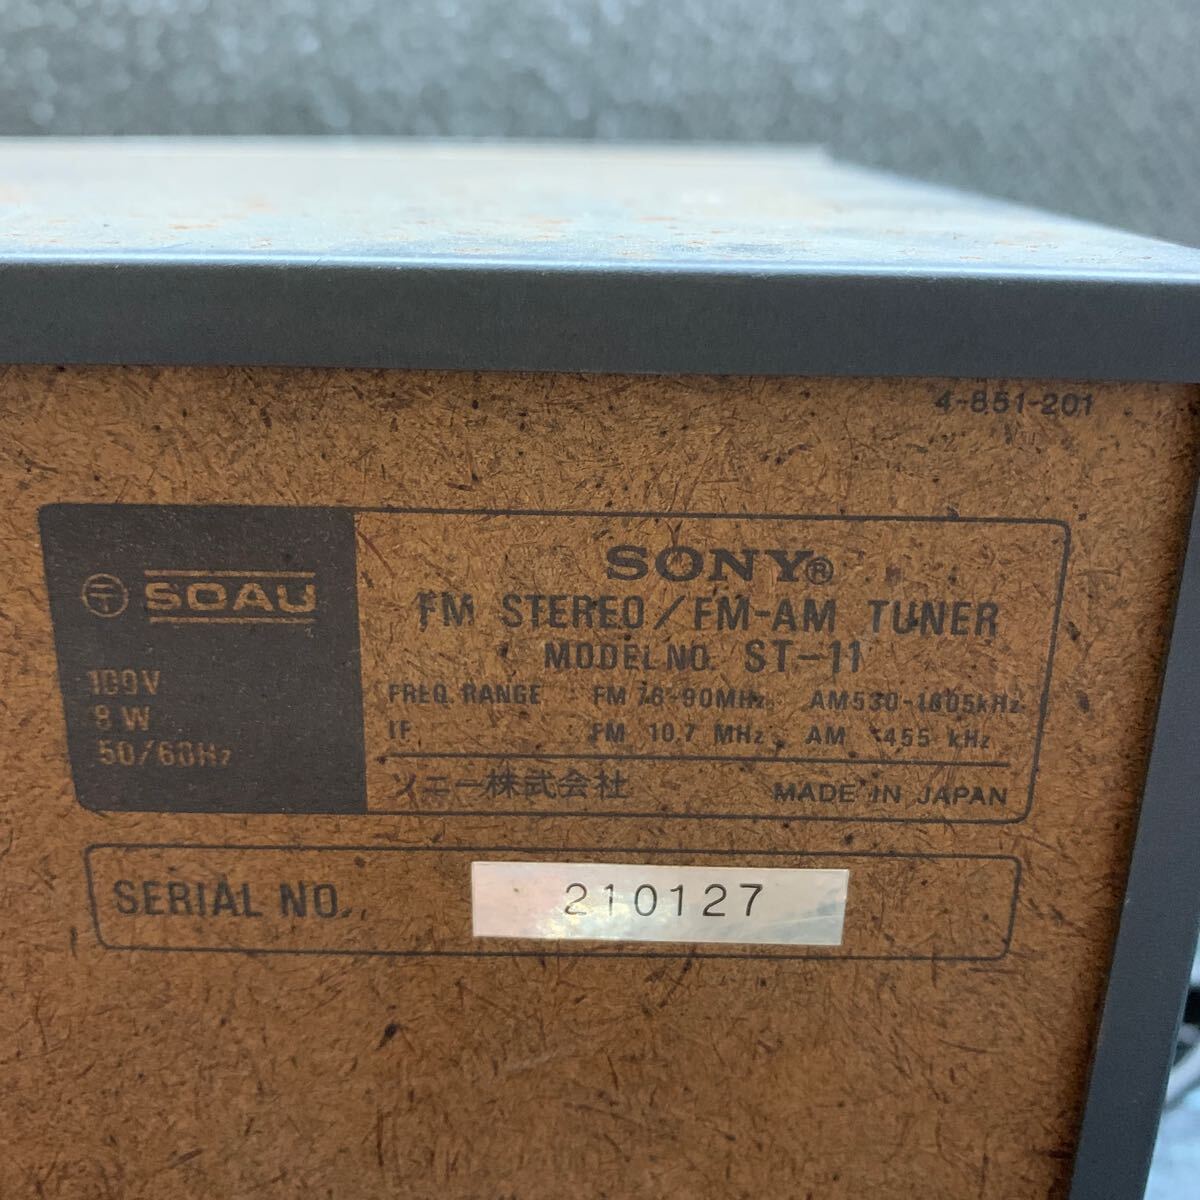 4-851-201
〒 SOAU
100V
8W
50/60Hz
SONY®
FM STEREO/FM-AM TUNER
MODEL NO. ST-11
FREQ. RANGE FM 76-90MHz AM530-1605kHz
IF FM 10.7 MHz AM 455 kHz
ソニー株式会社 MADE IN JAPAN
SERIAL NO. 210127